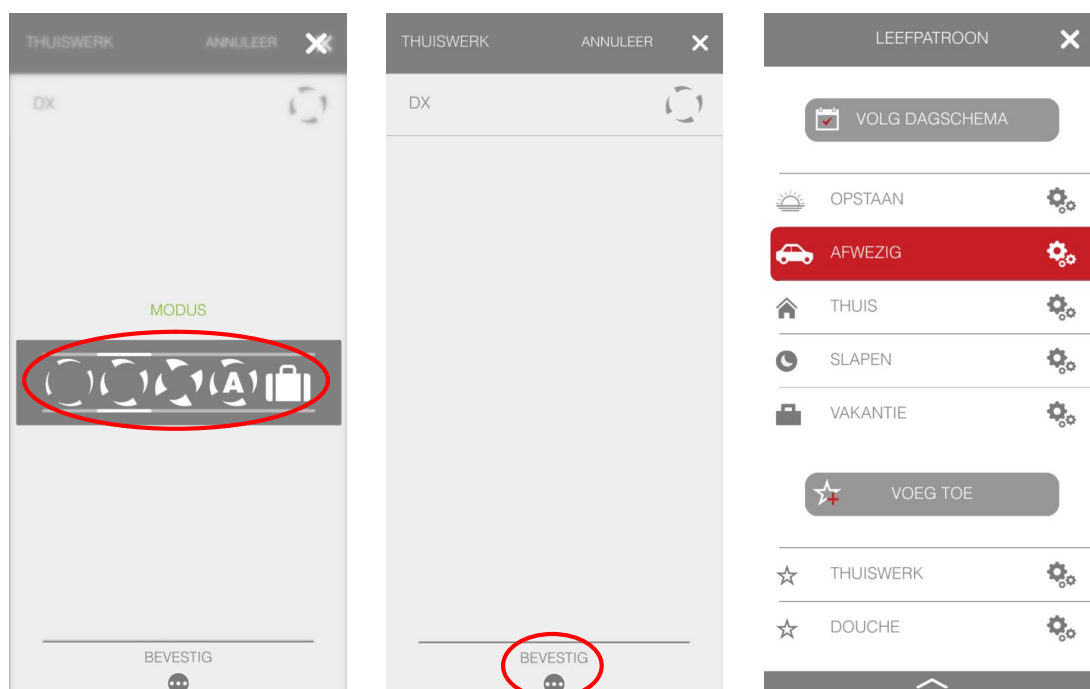 THUISWERK ANNULEER
DX
MODUS
A
BEVESTIG
THUISWERK ANNULEER
DX
BEVESTIG
LEEFPATROON
VOLG DAGSCHEMA
OPSTAAN
AFWEZIG
THUIS
SLAPEN
VAKANTIE
VOEG TOE
THUISWERK
DOUCHE